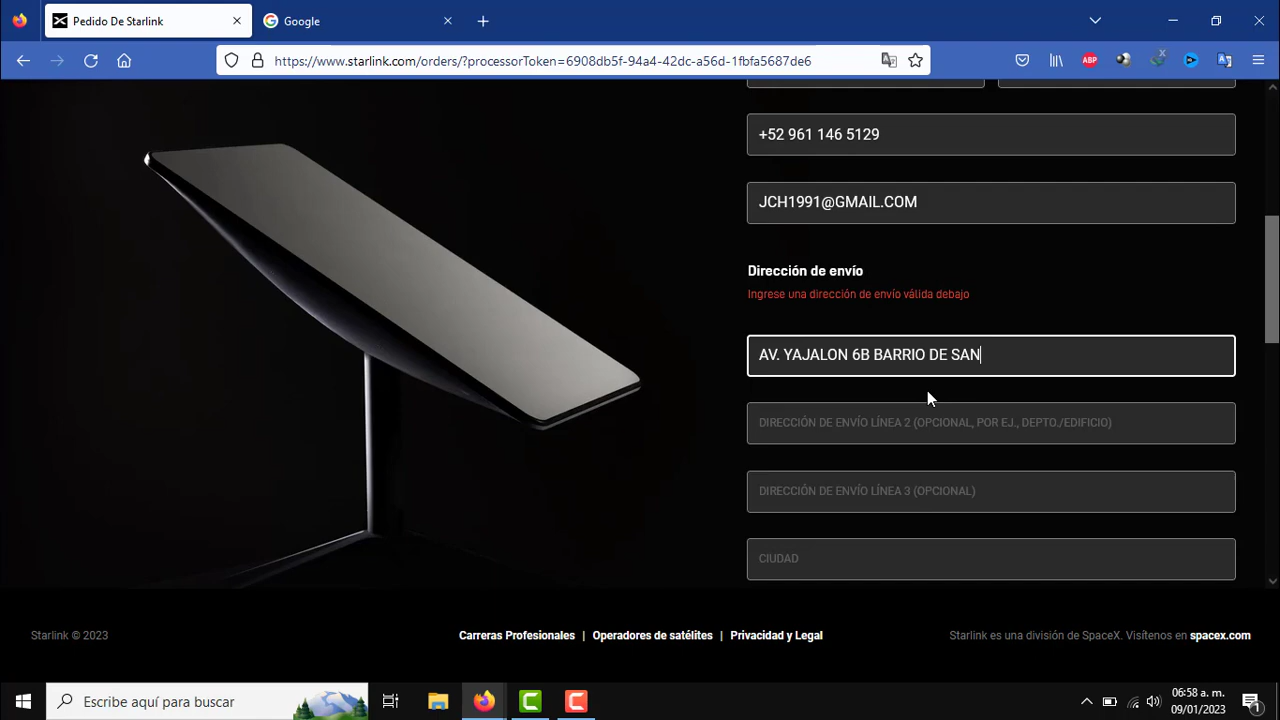 Pedido De Starlink
Google
https://www.starlink.com/orders/?processorToken=6908db5f-94a4-42dc-a56d-1fbfa5687de6
ABP
+52 961 146 5129
JCH1991@GMAIL.COM
Dirección de envío
Ingrese una dirección de envío válida debajo
AV. YAJALON 6B BARRIO DE SAN
DIRECCIÓN DE ENVÍO LÍNEA 2 (OPCIONAL, POR EJ., DEPTO./EDIFICIO)
DIRECCIÓN DE ENVÍO LÍNEA 3 (OPCIONAL)
CIUDAD
Starlink © 2023
Carreras Profesionales | Operadores de satélites | Privacidad y Legal
Starlink es una división de SpaceX. Visítenos en spacex.com
Escribe aquí para buscar
06:58 a. m.
09/01/2023
1